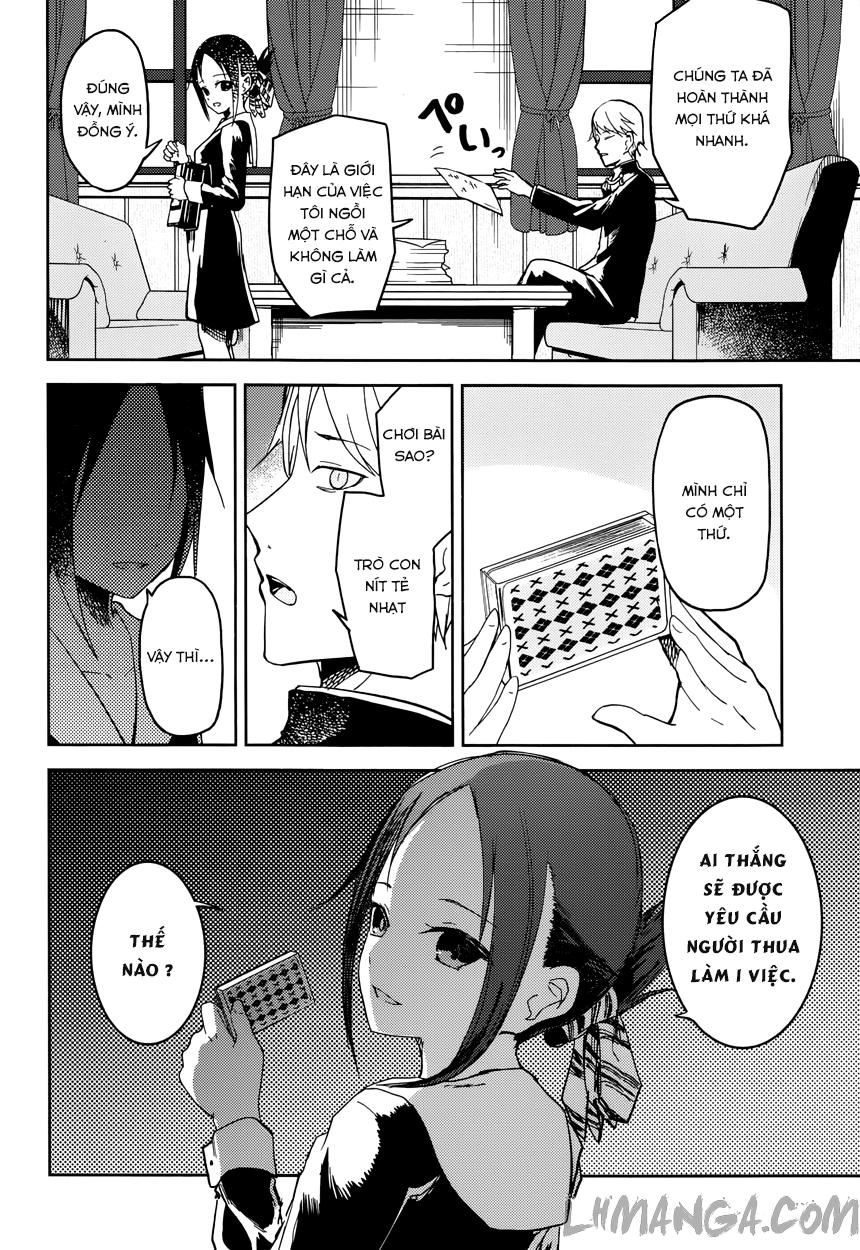 CHÚNG TA ĐÃ
HOÀN THÀNH
MỌI THỨ KHÁ
NHANH.
ぺいっ
ĐÂY LÀ GIỚI
HẠN CỦA VIỆC
TÔI NGỒI
MỘT CHỖ VÀ
KHÔNG LÀM
GÌ CẢ.
ĐÚNG
VẬY, MÌNH
ĐỒNG Ý.
MÌNH CHỈ
CÓ MỘT
THỨ.
CHƠI BÀI
SAO?
TRÒ CON
NÍT TẺ
NHẠT
VẬY THÌ...
AI THẮNG
SẼ ĐƯỢC
YÊU CẦU
NGƯỜI THUA
LÀM 1 VIỆC.
THẾ
NÀO ?
LHMANGA.COM